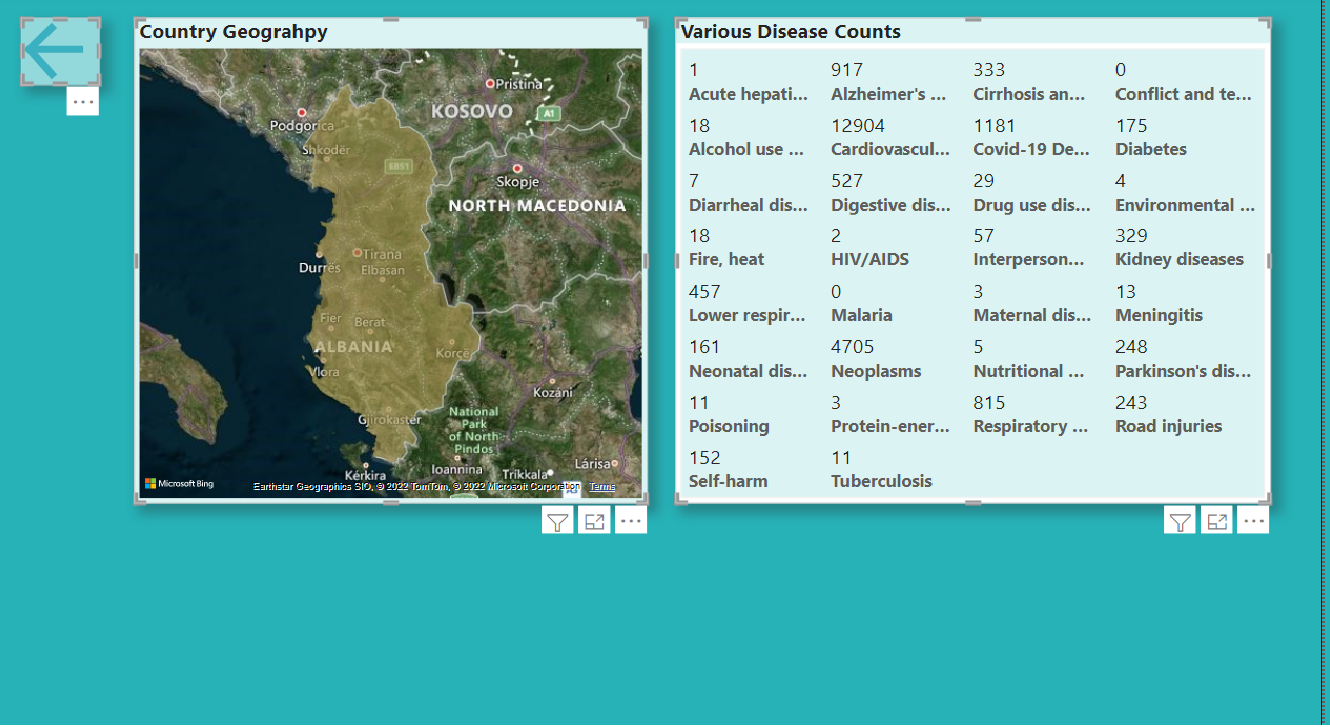 Country Geograhpy
Pristina
KOSOVO
A1
Podgorica
Shkodër
E851
Skopje
NORTH MACEDONIA
Tirana
Durrës
Elbasan
Fier
Berat
ALBANIA
Korcë
Vlora
Kozáni
Gjirokaster
National
Park
of North
Pindos
Ioannina
Tríkkala
Lárisa
Kérkira
Microsoft Bing
Earthstar Geographics SIO, © 2022 TomTom, © 2022 Microsoft Corporation Terms
Various Disease Counts
1 917 333 0
Acute hepati... Alzheimer's ... Cirrhosis an... Conflict and te...
18 12904 1181 175
Alcohol use ... Cardiovascul... Covid-19 De... Diabetes
7 527 29 4
Diarrheal dis... Digestive dis... Drug use dis... Environmental ...
18 2 57 329
Fire, heat HIV/AIDS Interperson... Kidney diseases
457 0 3 13
Lower respir... Malaria Maternal dis... Meningitis
161 4705 5 248
Neonatal dis... Neoplasms Nutritional ... Parkinson's dis...
11 3 815 243
Poisoning Protein-ener... Respiratory ... Road injuries
152 11
Self-harm Tuberculosis